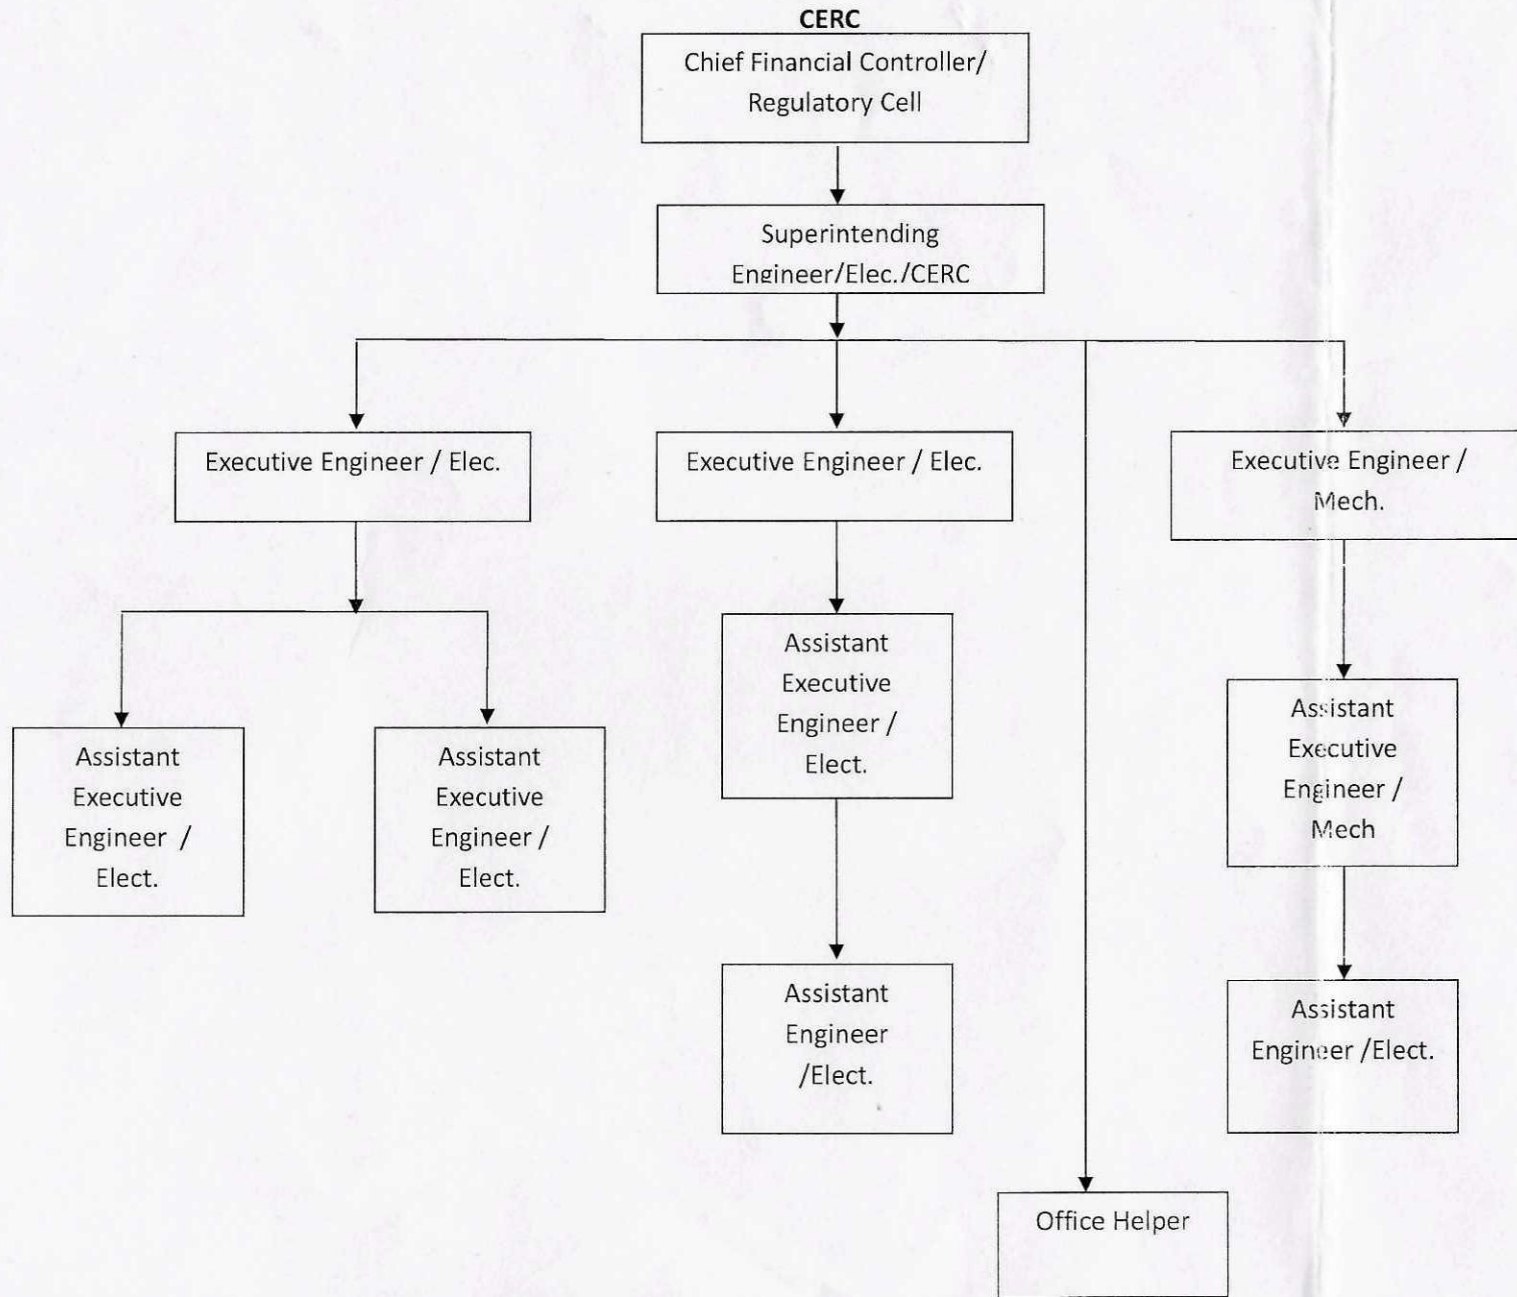 CERC
Chief Financial Controller/
Regulatory Cell
Superintending
Engineer/Elec./CERC
Executive Engineer / Elec.
Executive Engineer / Elec.
Executive Engineer /
Mech.
Assistant
Executive
Engineer /
Elect.
Assistant
Executive
Engineer /
Elect.
Assistant
Executive
Engineer /
Elect.
Assistant
Executive
Engineer /
Mech
Assistant
Engineer
/Elect.
Assistant
Engineer /Elect.
Office Helper